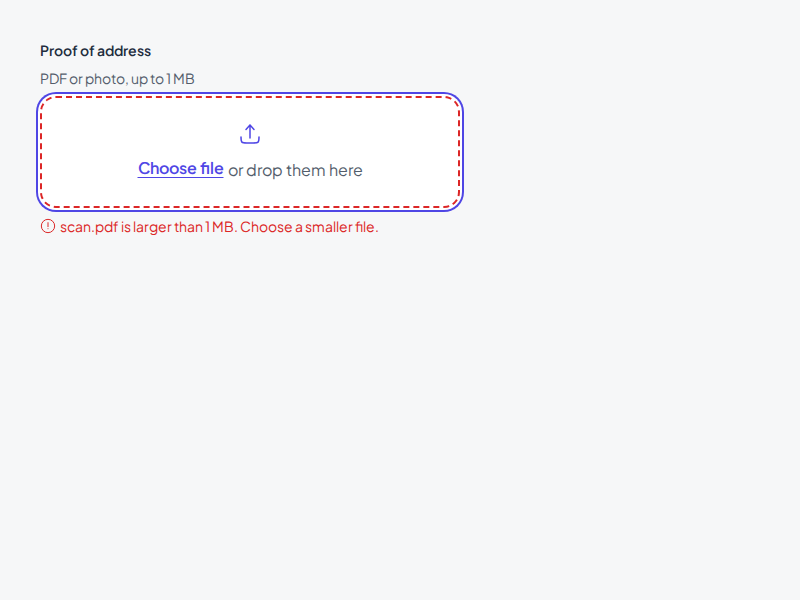 Proof of address
PDF or photo, up to 1 MB
Choose file or drop them here
scan.pdf is larger than 1 MB. Choose a smaller file.